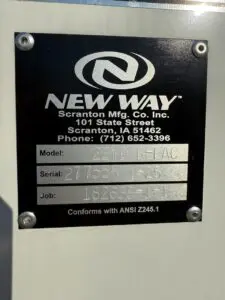 NEW WAY™
Scranton Mfg. Co. Inc.
101 State Street
Scranton, IA 51462
Phone: (712) 652-3396
Model:
Serial:
Job:
Conforms with ANSI Z245.1